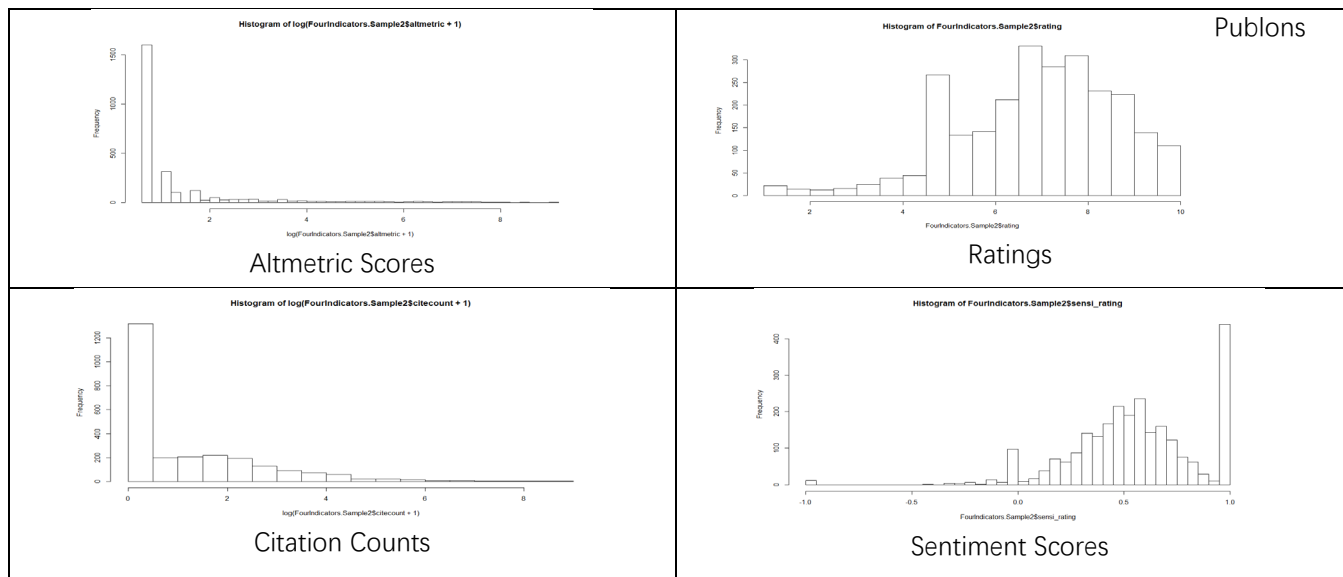 Histogram of log(FourIndicators.Sample2$altmetric + 1)
Frequency
0 500 1000 1500
2 4 6 8
log(FourIndicators.Sample2$altmetric + 1)
Altmetric Scores
Publons
Histogram of FourIndicators.Sample2$rating
Frequency
0 50 100 150 200 250 300
2 4 6 8 10
FourIndicators.Sample2$rating
Ratings
Histogram of log(FourIndicators.Sample2$citecount + 1)
Frequency
0 200 400 600 800 1000 1200
0 2 4 6 8
log(FourIndicators.Sample2$citecount + 1)
Citation Counts
Histogram of FourIndicators.Sample2$sensi_rating
Frequency
0 100 200 300 400
-1.0 -0.5 0.0 0.5 1.0
FourIndicators.Sample2$sensi_rating
Sentiment Scores